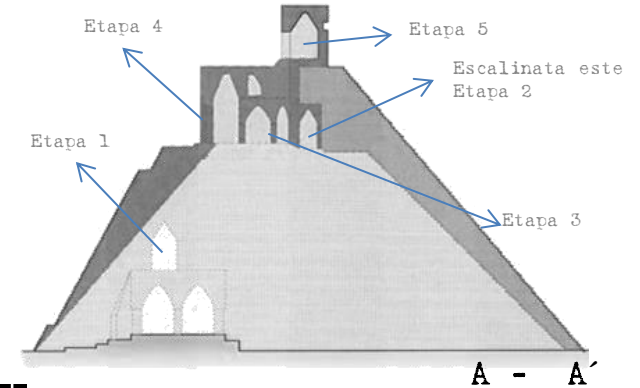 Etapa 4
Etapa 5
Escalinata este
Etapa 2
Etapa 1
Etapa 3
A - A´